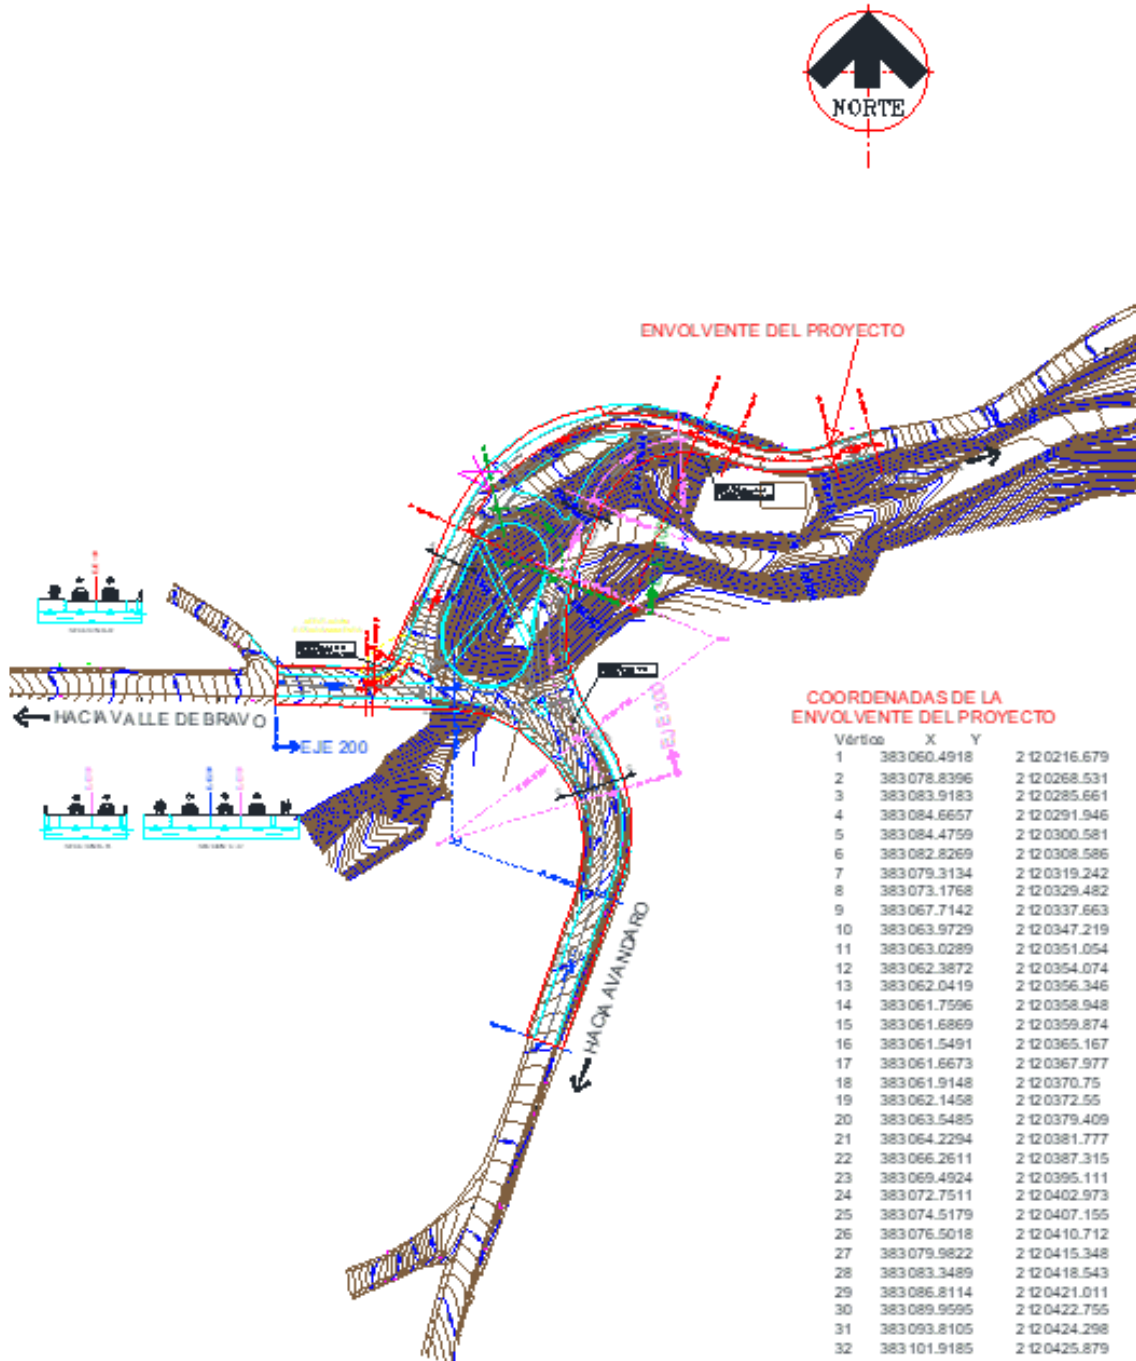 NORTE
ENVOLVENTE DEL PROYECTO
HACIA VALLE DE BRAVO
EJE 200
EJE 300
HACIA AVANDARO
COORDENADAS DE LA
ENVOLVENTE DEL PROYECTO
Vértice X Y
1 383060.4918 2120216.679
2 383078.8396 2120268.531
3 383083.9183 2120285.661
4 383084.6657 2120291.946
5 383084.4759 2120300.581
6 383082.8269 2120308.586
7 383079.3134 2120319.242
8 383073.1768 2120329.482
9 383067.7142 2120337.663
10 383063.9729 2120347.219
11 383063.0289 2120351.054
12 383062.3872 2120354.074
13 383062.0419 2120356.346
14 383061.7596 2120358.948
15 383061.6869 2120359.874
16 383061.5491 2120365.167
17 383061.6673 2120367.977
18 383061.9148 2120370.75
19 383062.1458 2120372.55
20 383063.5485 2120379.409
21 383064.2294 2120381.777
22 383066.2611 2120387.315
23 383069.4924 2120395.111
24 383072.7511 2120402.973
25 383074.5179 2120407.155
26 383076.5018 2120410.712
27 383079.9822 2120415.348
28 383083.3489 2120418.543
29 383086.8114 2120421.011
30 383089.9595 2120422.755
31 383093.8105 2120424.298
32 383101.9185 2120425.879